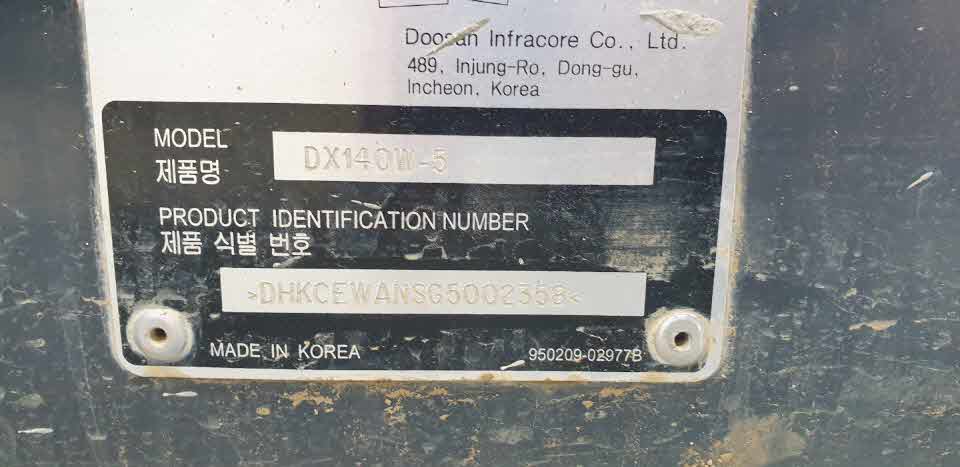 Doosan Infracore Co., Ltd.
489, Injung-Ro, Dong-gu,
Incheon, Korea
MODEL
제품명
DX140W-5
PRODUCT IDENTIFICATION NUMBER
제품 식별 번호
>DHKCEWANSG5002358<
MADE IN KOREA
950209-02977B